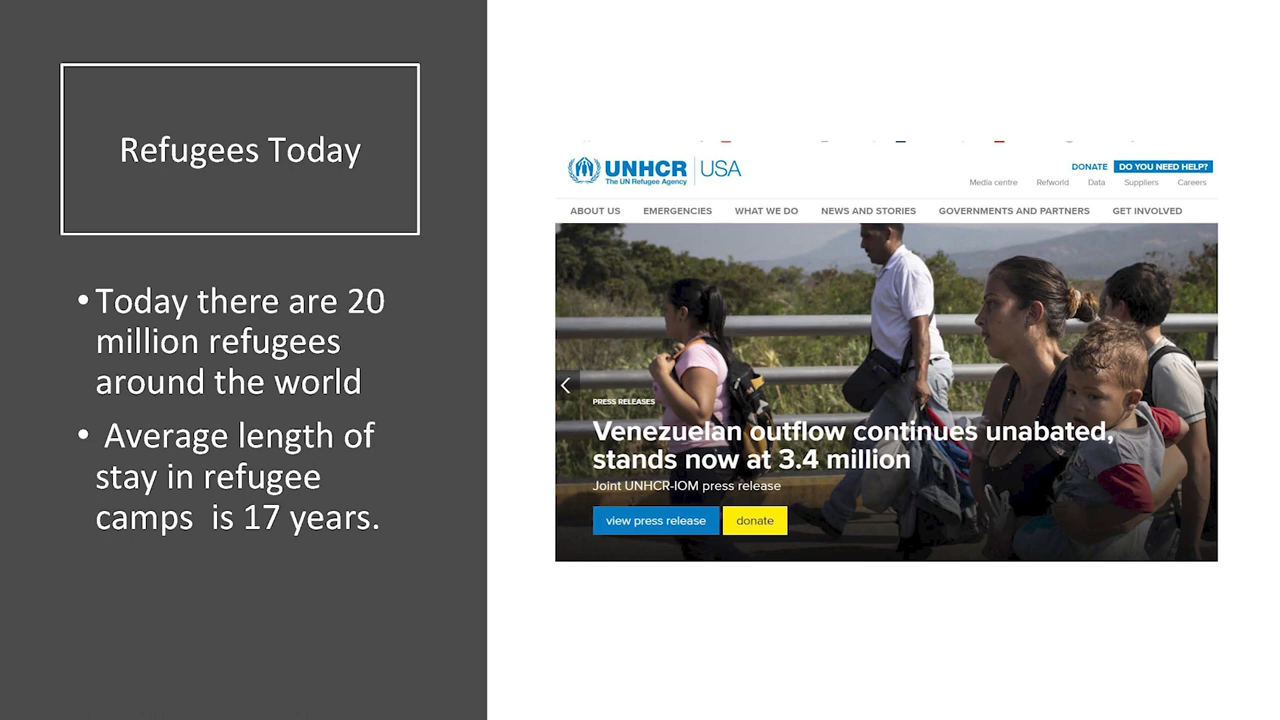 Refugees Today
• Today there are 20
million refugees
around the world
• Average length of
stay in refugee
camps is 17 years.
UNHCR USA
The UN Refugee Agency
DONATE DO YOU NEED HELP?
Media centre Refworld Data Suppliers Careers
ABOUT US EMERGENCIES WHAT WE DO NEWS AND STORIES GOVERNMENTS AND PARTNERS GET INVOLVED
PRESS RELEASES
Venezuelan outflow continues unabated,
stands now at 3.4 million
Joint UNHCR-IOM press release
view press release donate